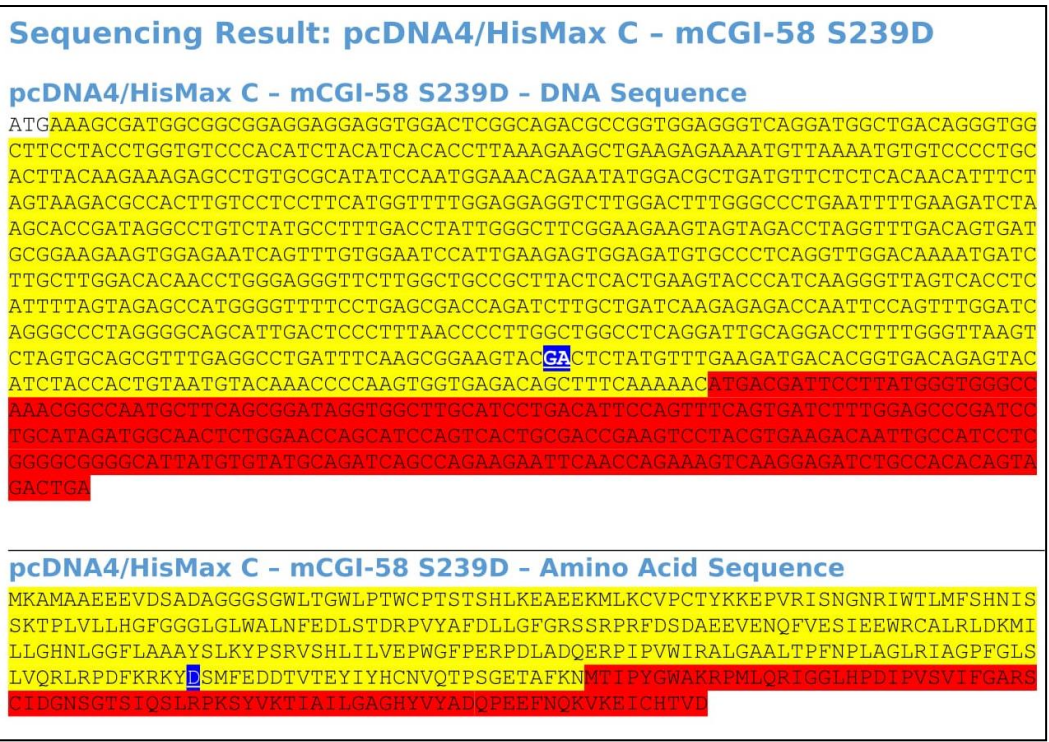 Sequencing Result: pcDNA4/HisMax C – mCGI-58 S239D
pcDNA4/HisMax C – mCGI-58 S239D – DNA Sequence
ATGAAAGCGATGGCGGCGGAGGAGGAGGTGGACTCGGCAGACGCCGGTGGAGGGTCAGGATGGCTGACAGGGTGG
CTTCCTACCTGGTGTCCCACATCTACATCACACCTTAAAGAAGCTGAAGAGAAAATGTTAAAATGTGTCCCCTGC
ACTTACAAGAAAGAGCCTGTGCGCATATCCAATGGAAACAGAATATGGACGCTGATGTTCTCTCACAACATTTCT
AGTAAGACGCCACTTGTCCTCCTTCATGGTTTTGGAGGAGGTCTTGGACTTTGGGCCCTGAATTTTGAAGATCTA
AGCACCGATAGGCCTGTCTATGCCTTTGACCTATTGGGCTTCGGAAGAAGTAGTAGACCTAGGTTTGACAGTGAT
GCGGAAGAAGTGGAGAATCAGTTTGTGGAATCCATTGAAGAGTGGAGATGTGCCCTCAGGTTGGACAAAATGATC
TTGCTTGGACACAACCTGGGAGGGTTCTTGGCTGCCGCTTACTCACTGAAGTACCCATCAAGGGTTAGTCACCTC
ATTTTAGTAGAGCCATGGGGTTTTCCTGAGCGACCAGATCTTGCTGATCAAGAGAGACCAATTCCAGTTTGGATC
AGGGCCCTAGGGGCAGCATTGACTCCCTTTAACCCCTTGGCTGGCCTCAGGATTGCAGGACCTTTTGGGTTAAGT
CTAGTGCAGCGTTTGAGGCCTGATTTCAAGCGGAAGTACGACTCTATGTTTGAAGATGACACGGTGACAGAGTAC
ATCTACCACTGTAATGTACAAACCCCAAGTGGTGAGACAGCTTTCAAAAACATGACGATTCCTTATGGGTGGGCC
AAACGGCCAATGCTTCAGCGGATAGGTGGCTTGCATCCTGACATTCCAGTTTCAGTGATCTTTGGAGCCCGATCC
TGCATAGATGGCAACTCTGGAACCAGCATCCAGTCACTGCGACCGAAGTCCTACGTGAAGACAATTGCCATCCTC
GGGGCGGGGCATTATGTGTATGCAGATCAGCCAGAAGAATTCAACCAGAAAGTCAAGGAGATCTGCCACACAGTA
GACTGA
pcDNA4/HisMax C – mCGI-58 S239D – Amino Acid Sequence
MKAMAAEEEVDSADAGGGSGWLTGWLPTWCPTSTSHLKEAEEKMLKCVPCTYKKEPVRISNGNRIWTLMFSHNIS
SKTPLVLLHGFGGGLGLWALNFEDLSTDRPVYAFDLLGFGRSSRPRFDSDAEEVENQFVESIEEWRCALRLDKMI
LLGHNLGGFLAAAYSLKYPSRVSHLILVEPWGFPERPDLADQERPIPVWIRALGAALTPFNPLAGLRIAGPFGLS
LVQRLRPDFKRKYDSMFEDDTVTEYIYHCNVQTPSGETAFKNMTIPYGWAKRPMLQRIGGLHPDIPVSVIFGARS
CIDGNSGTSIQSLRPKSYVKTIAILGAGHYVYADQPEEFNQKVKEICHTVD